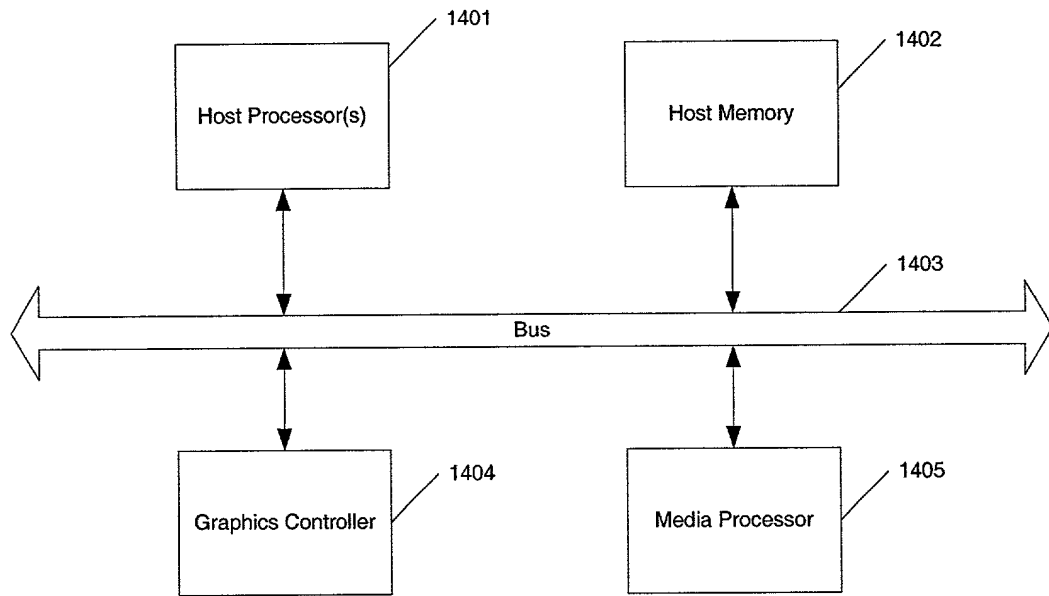 1401
1402
Host Processor(s)
Host Memory
1403
Bus
1404
1405
Graphics Controller
Media Processor